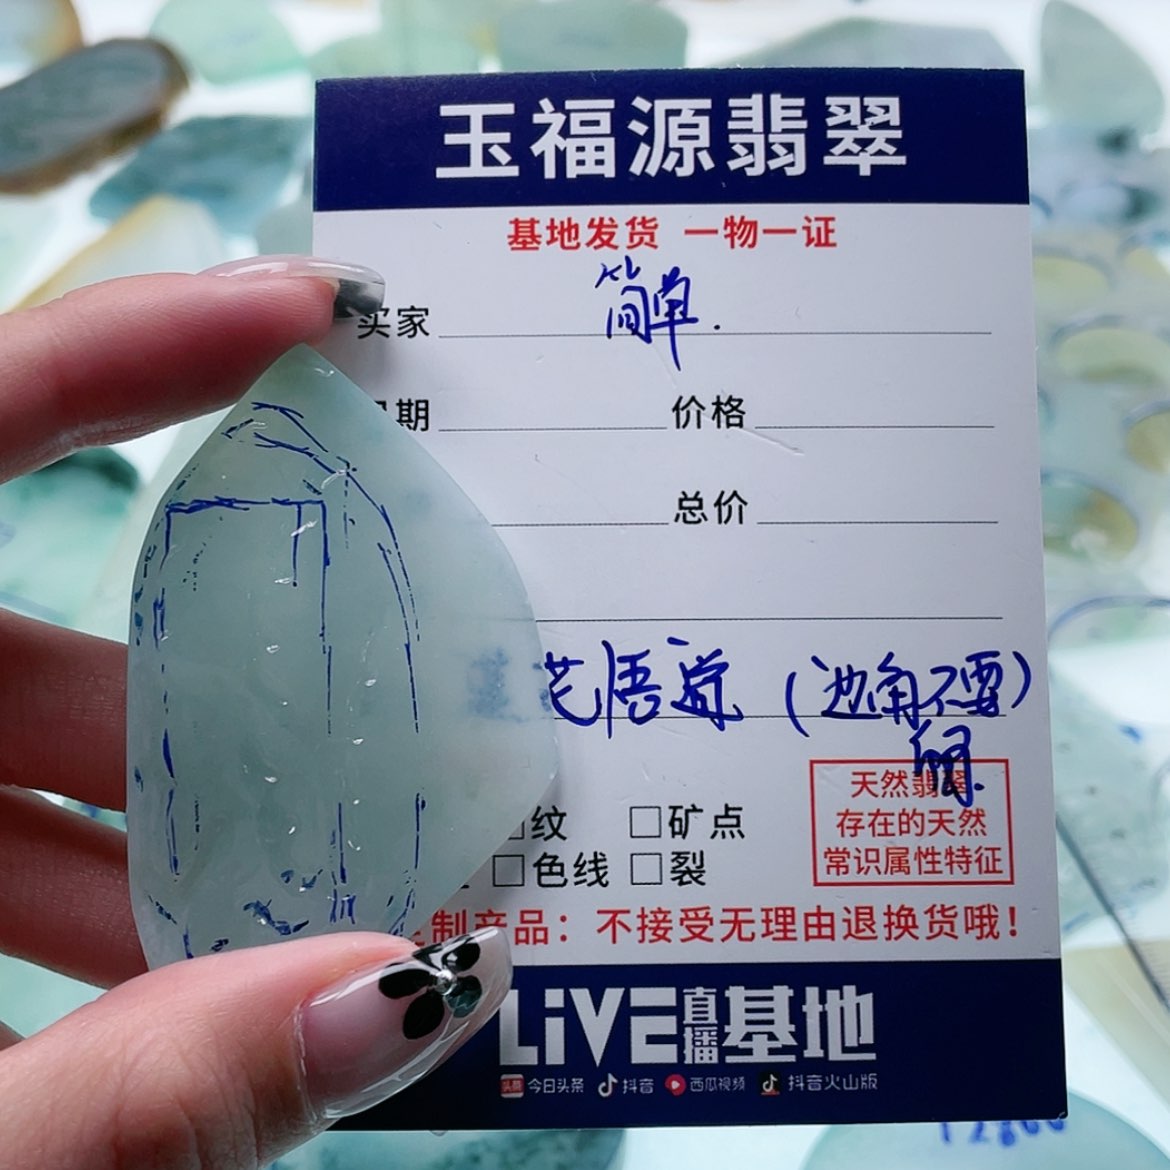 玉福源翡翠
基地发货 一物一证
买家 简单.
期 价格
总价
(边角不要)
□纹 □矿点
□色线 □裂
天然翡翠
存在的天然
常识属性特征
制产品：不接受无理由退换货哦！
LiVE直播基地
头条 今日头条 抖音 西瓜视频 抖音火山版